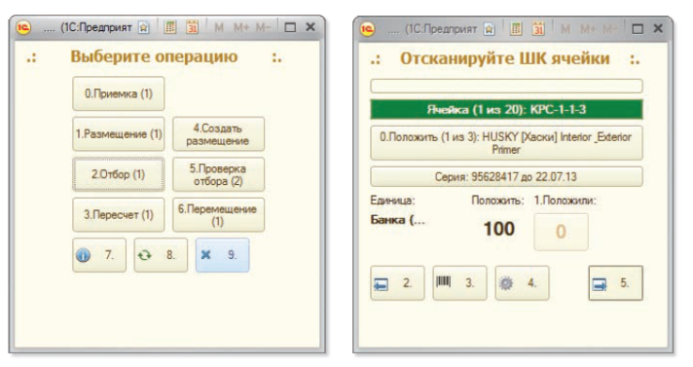 .... (1С:Предприят M M+ M-
.: Выберите операцию :.
0.Приемка (1)
1.Размещение (1)
4.Создать
размещение
2.Отбор (1)
5.Проверка
отбора (2)
3.Пересчет (1)
6.Перемещение
(1)
7. 8. 9.
.... (1С:Предприят M M+ M-
.: Отсканируйте ШК ячейки :.
Ячейка (1 из 20): КРС-1-1-3
0.Положить (1 из 3): HUSKY [Хаски] Interior_Exterior
Primer
Серия: 95628417 до 22.07.13
Единица: Положить: 1.Положили:
Банка (... 100 0
2. 3. 4. 5.